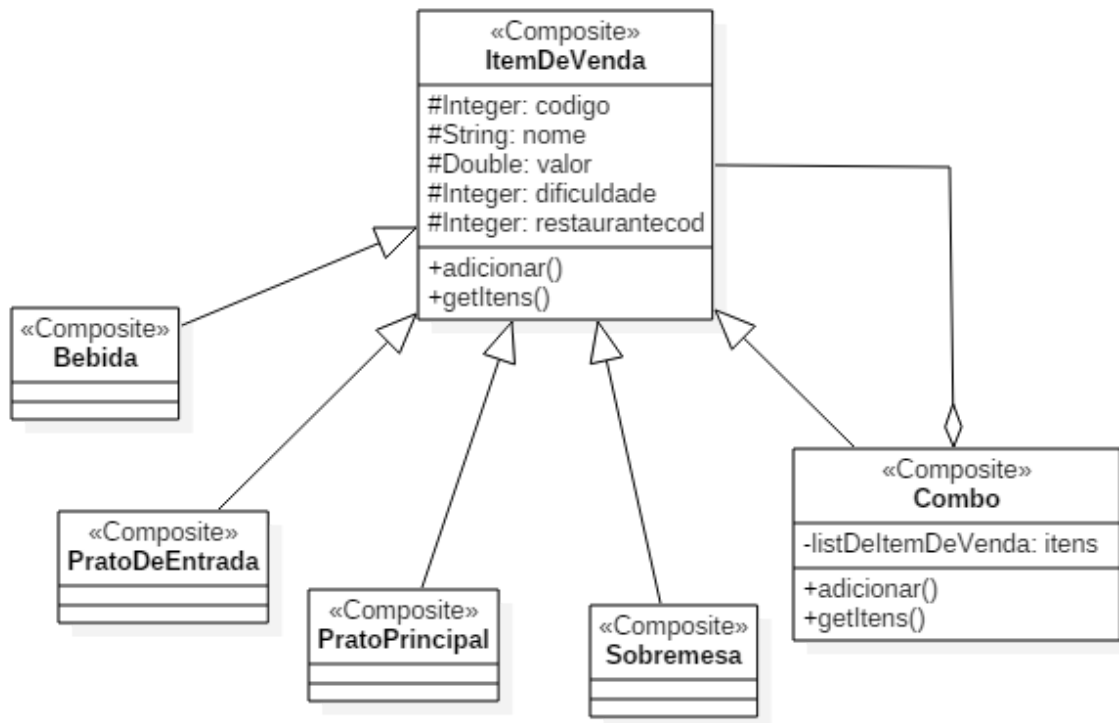 «Composite»
ItemDeVenda
#Integer: codigo
#String: nome
#Double: valor
#Integer: dificuldade
#Integer: restaurantecod
+adicionar()
+getItens()
«Composite»
Bebida
«Composite»
PratoDeEntrada
«Composite»
PratoPrincipal
«Composite»
Sobremesa
«Composite»
Combo
-listDeItemDeVenda: itens
+adicionar()
+getItens()